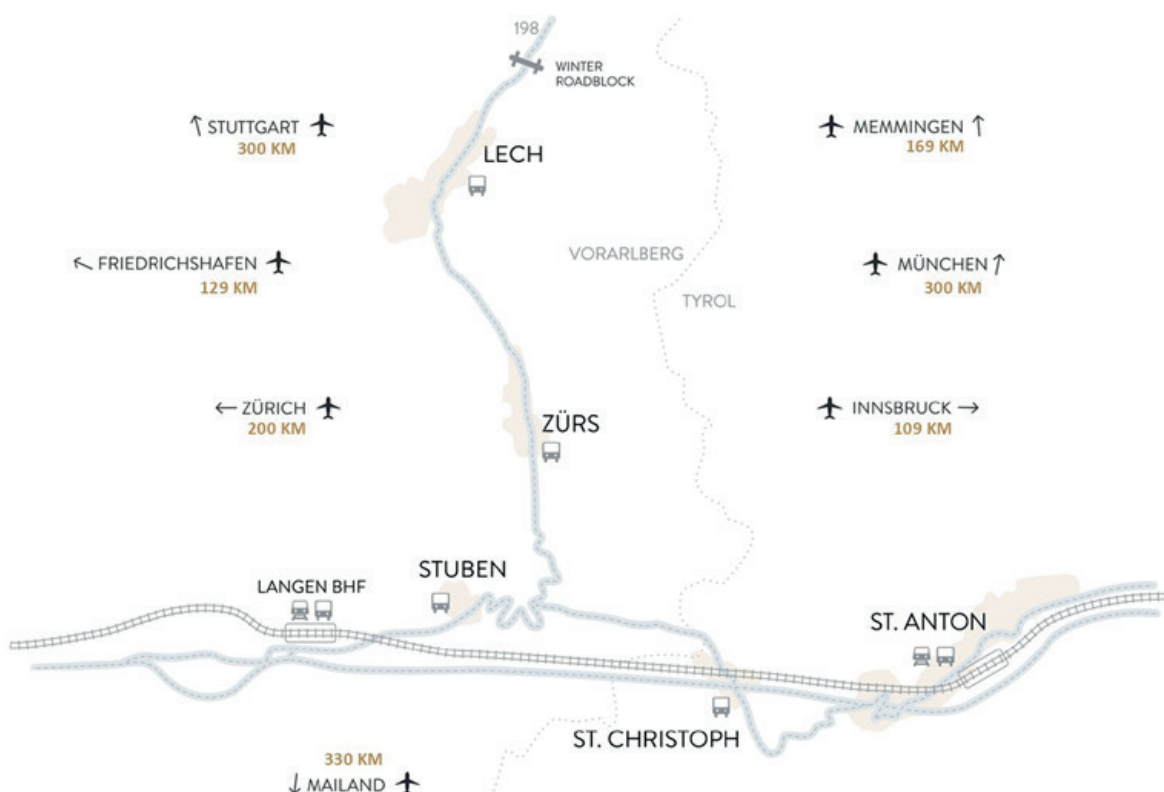 198
WINTER
ROADBLOCK
STUTTGART
300 KM
MEMMINGEN
169 KM
LECH
VORARLBERG
FRIEDRICHSHAFEN
129 KM
MÜNCHEN
300 KM
TYROL
ZÜRICH
200 KM
INNSBRUCK
109 KM
ZÜRS
STUBEN
LANGEN BHF
ST. ANTON
ST. CHRISTOPH
330 KM
MAILAND